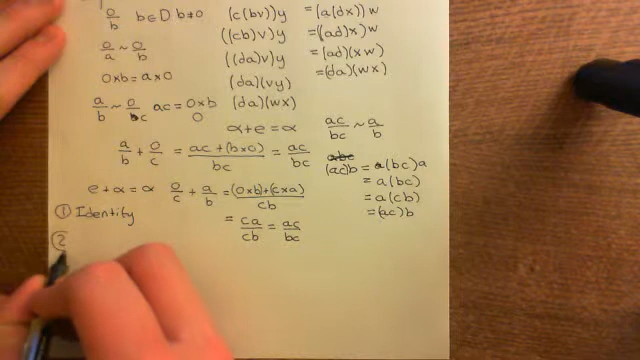 0/b b∈D b≠0
0/a ~ 0/b
0×b = a×0
a/b ~ 0/c ac = 0×b
0
(c(bv))y = (a(dx))w
((cb)v)y = ((ad)x)w
((da)v)y = (ad)(xw)
(da)(vy) = (da)(wx)
(da)(wx)
α+e=α
a/b + 0/c = (ac+(b×0))/bc = ac/bc
ac/bc ~ a/b
(ac)b = (bc)a
= a(bc)
= a(cb)
= (ac)b
e+α=α 0/c + a/b = ((0×b)+(c×a))/cb
= ca/cb = ac/bc
① Identity
②